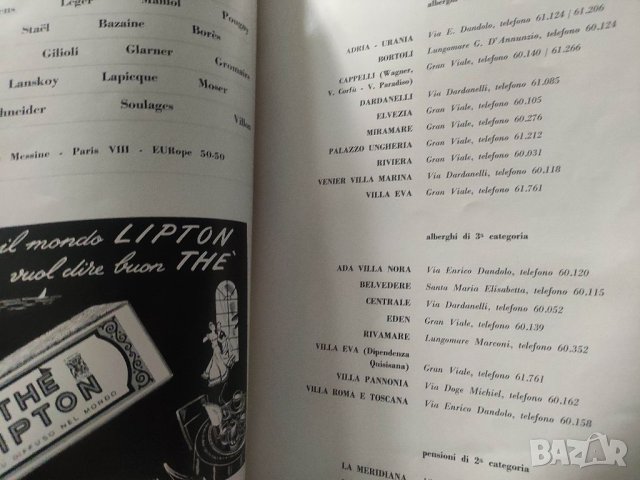 Léger Maillol Pougny
Staël Bazaine Borès
Gilioli Glarner Gromaire
Lanskoy Lapicque Moser
Soulages Villon
Messine - Paris VIII - EURope 50-50
il mondo LIPTON
vuol dire buon THÈ
THÈ
LIPTON
DIFFUSO NEL MONDO
alberghi
ADRIA - URANIA Via E. Dandolo, telefono 61.124 | 61.206
BORTOLI Lungomare G. D'Annunzio, telefono 60.124
CAPPELLI (Wagner, Gran Viale, telefono 60.140 | 61.266
V. Corfù - V. Paradiso)
DARDANELLI Via Dardanelli, telefono 61.085
ELVEZIA Gran Viale, telefono 60.105
MIRAMARE Gran Viale, telefono 60.276
PALAZZO UNGHERIA Gran Viale, telefono 61.212
RIVIERA Gran Viale, telefono 60.031
VENIER VILLA MARINA Via Dardanelli, telefono 60.118
VILLA EVA Gran Viale, telefono 61.761
alberghi di 3ª categoria
ADA VILLA NORA Via Enrico Dandolo, telefono 60.120
BELVEDERE Santa Maria Elisabetta, telefono 60.115
CENTRALE Via Dardanelli, telefono 60.052
EDEN Gran Viale, telefono 60.139
RIVAMARE Lungomare Marconi, telefono 60.352
VILLA EVA (Dipendenza
Quisisana) Gran Viale, telefono 61.761
VILLA PANNONIA Via Doge Michiel, telefono 60.162
VILLA ROMA E TOSCANA Via Enrico Dandolo, telefono 60.158
pensioni di 2ª categoria
LA MERIDIANA
BAZAR